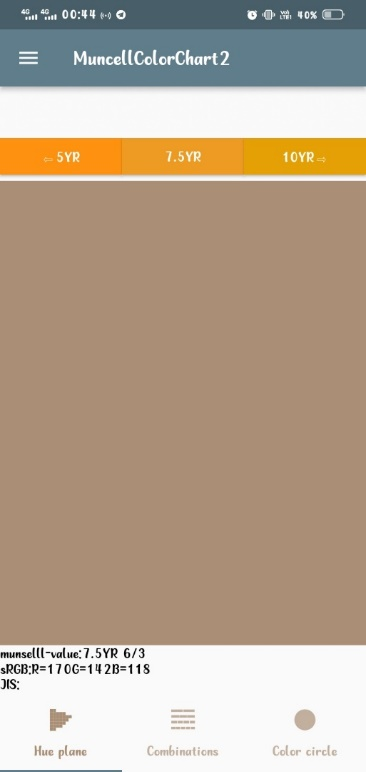 4G 4G 00:44 40%
MuncellColorChart2
⇐ 5YR 7.5YR 10YR ⇒
munselll-value:7.5YR 6/3
sRGB:R=170G=142B=118
JIS:
Hue plane Combinations Color circle